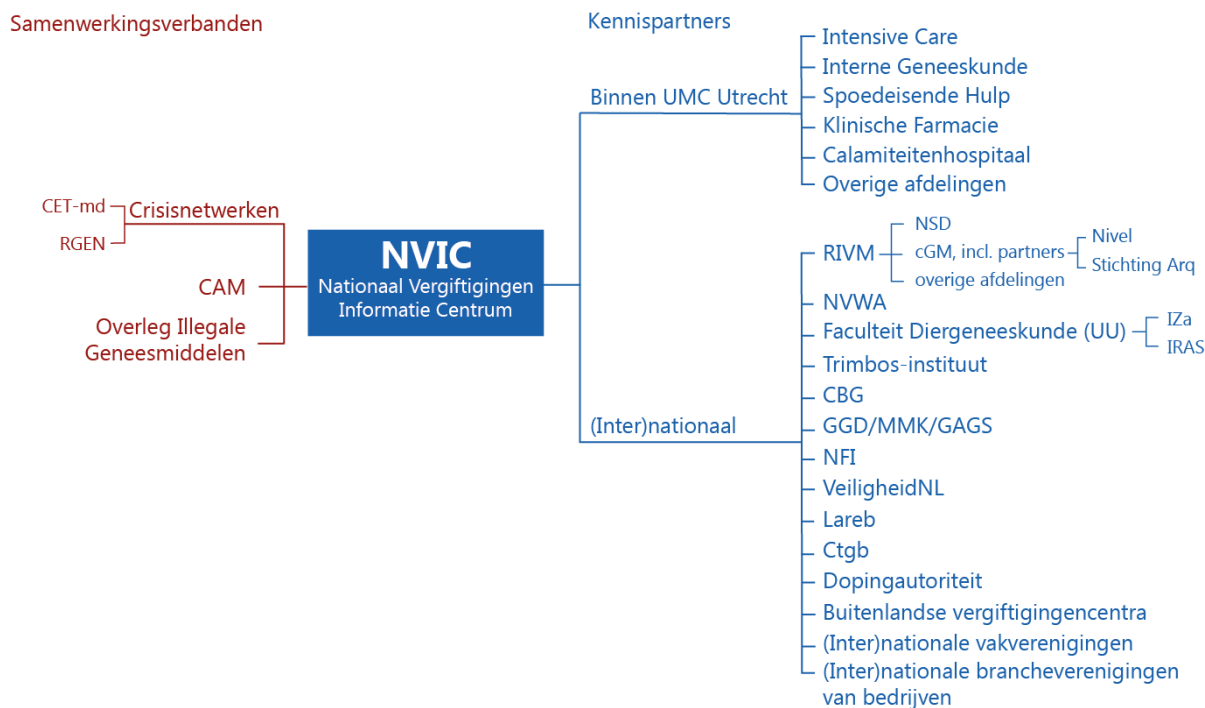 Samenwerkingsverbanden
Kennispartners
CET-md
RGEN
Crisisnetwerken
CAM
Overleg Illegale
Geneesmiddelen
NVIC
Nationaal Vergiftigingen
Informatie Centrum
Binnen UMC Utrecht
Intensive Care
Interne Geneeskunde
Spoedeisende Hulp
Klinische Farmacie
Calamiteitenhospitaal
Overige afdelingen
(Inter)nationaal
RIVM
NSD
cGM, incl. partners
Nivel
Stichting Arq
overige afdelingen
NVWA
Faculteit Diergeneeskunde (UU)
IZa
IRAS
Trimbos-instituut
CBG
GGD/MMK/GAGS
NFI
VeiligheidNL
Lareb
Ctgb
Dopingautoriteit
Buitenlandse vergiftigingencentra
(Inter)nationale vakverenigingen
(Inter)nationale brancheverenigingen
van bedrijven